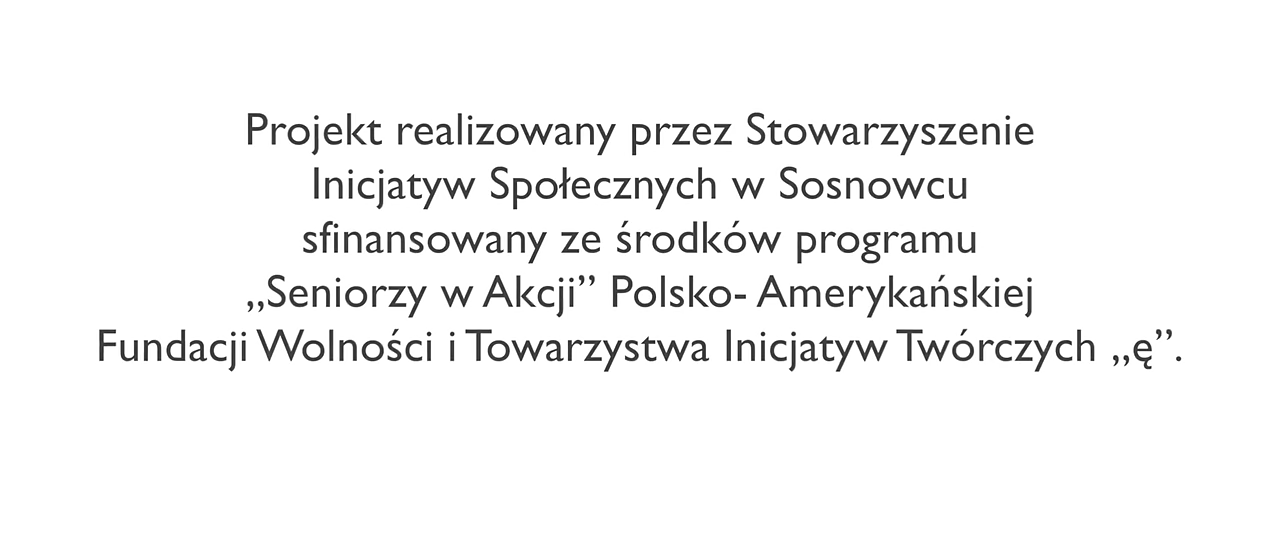 Projekt realizowany przez Stowarzyszenie
Inicjatyw Społecznych w Sosnowcu
sfinansowany ze środków programu
„Seniorzy w Akcji” Polsko- Amerykańskiej
Fundacji Wolności i Towarzystwa Inicjatyw Twórczych „ę”.